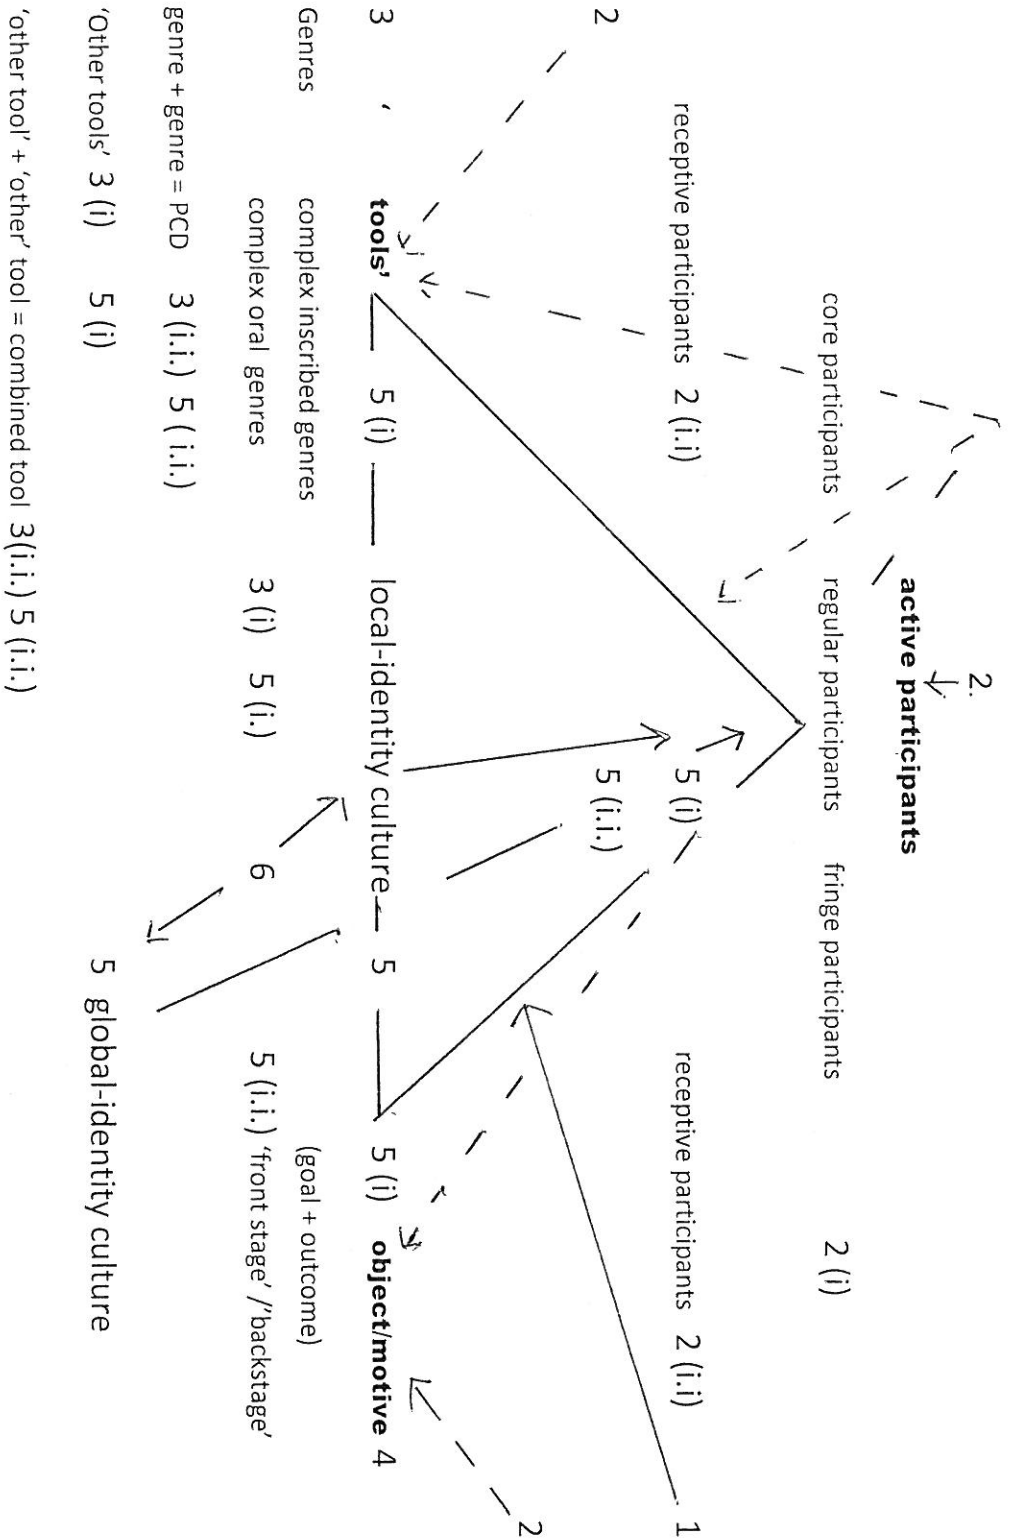 2.
active participants
core participants regular participants fringe participants 2 (i)
receptive participants 2 (i.i) 5 (i) receptive participants 2 (i.i) 1
2 5 (i.i.)
2
3 ‘ tools’ 5 (i) local-identity culture 5 5 (i) object/motive 4
Genres complex inscribed genres (goal + outcome)
complex oral genres 3 (i) 5 (i.) 6 5 (i.i.) ‘front stage’ /’backstage’
genre + genre = PCD 3 (i.i.) 5 ( i.i.)
‘Other tools’ 3 (i) 5 (i) 5 global-identity culture
‘other tool’ + ‘other’ tool = combined tool 3(i.i.) 5 (i.i.)